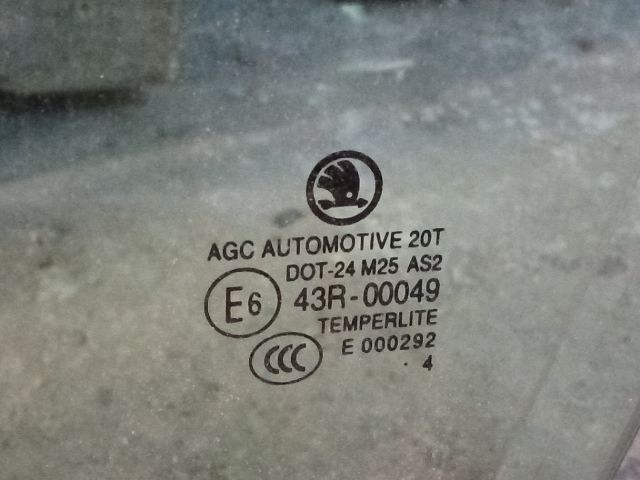 AGC AUTOMOTIVE 20T
DOT-24 M25 AS2
E6 43R-00049
TEMPERLITE
CCC E 000292
. 4